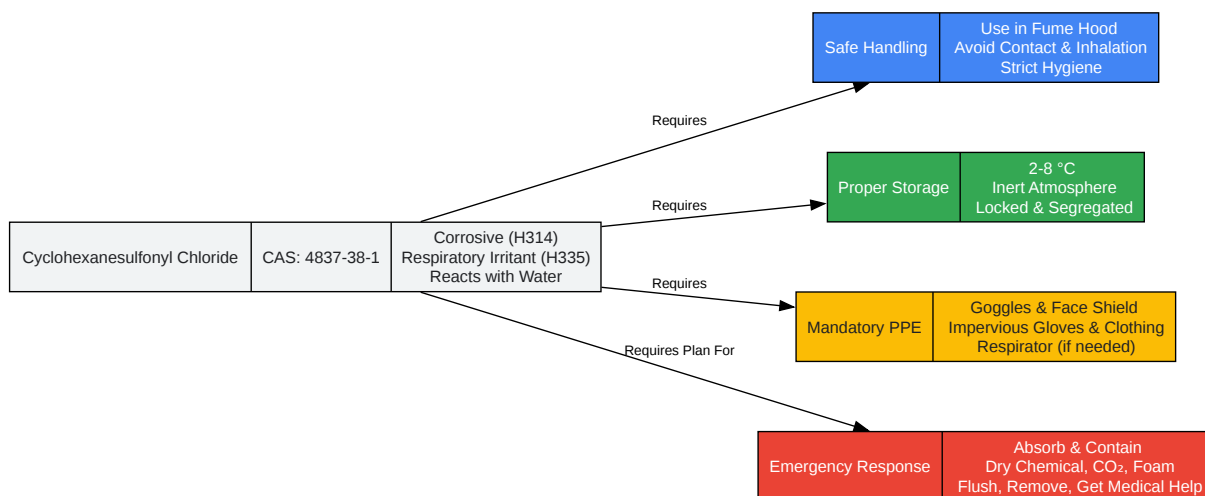 Safe Handling
Use in Fume Hood
Avoid Contact & Inhalation
Strict Hygiene
Requires
Proper Storage
2-8 °C
Inert Atmosphere
Locked & Segregated
Requires
Cyclohexanesulfonyl Chloride
CAS: 4837-38-1
Corrosive (H314)
Respiratory Irritant (H335)
Reacts with Water
Requires
Mandatory PPE
Goggles & Face Shield
Impervious Gloves & Clothing
Respirator (if needed)
Requires Plan For
Emergency Response
Absorb & Contain
Dry Chemical, CO₂, Foam
Flush, Remove, Get Medical Help